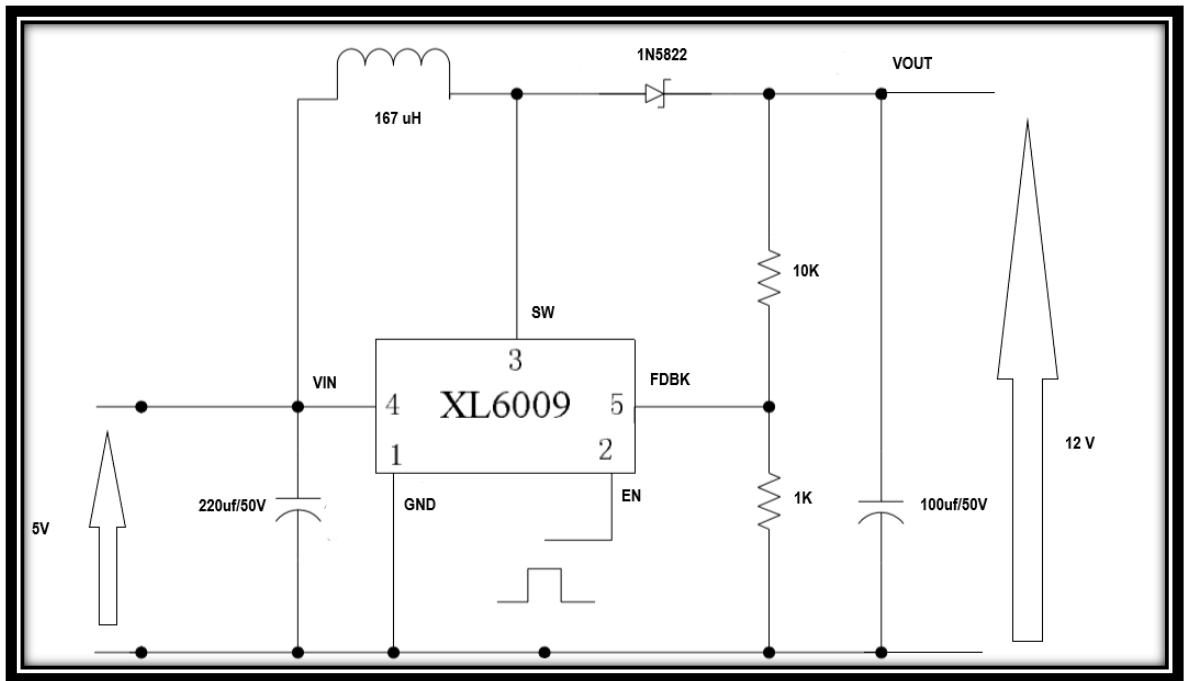 1N5822
VOUT
167 uH
10K
SW
3
VIN
FDBK
4
XL6009
5
12 V
1
2
220uf/50V
GND
EN
1K
100uf/50V
5V